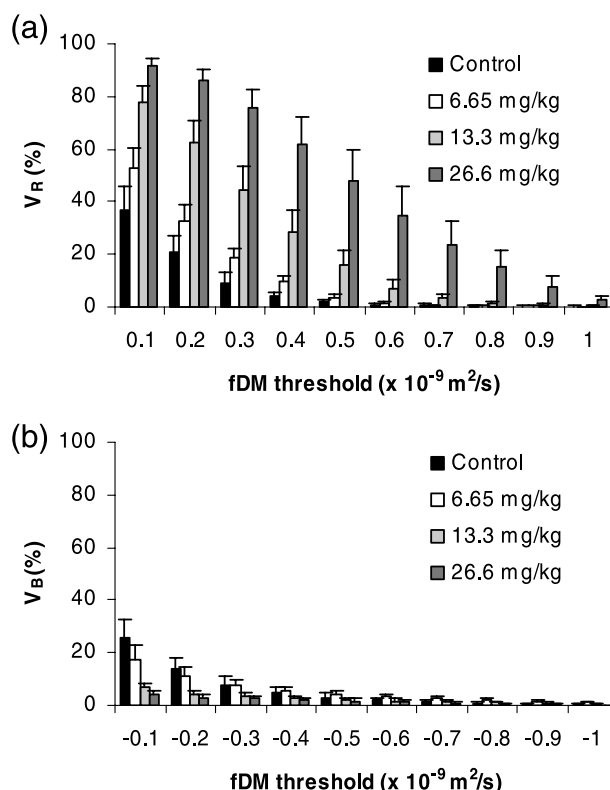 (a)
100
80
60
40
20
0
V_R (%)
Control
6.65 mg/kg
13.3 mg/kg
26.6 mg/kg
0.1 0.2 0.3 0.4 0.5 0.6 0.7 0.8 0.9 1
fDM threshold (x 10⁻⁹ m²/s)
(b)
100
80
60
40
20
0
V_B(%)
Control
6.65 mg/kg
13.3 mg/kg
26.6 mg/kg
-0.1 -0.2 -0.3 -0.4 -0.5 -0.6 -0.7 -0.8 -0.9 -1
fDM threshold (x 10⁻⁹ m²/s)